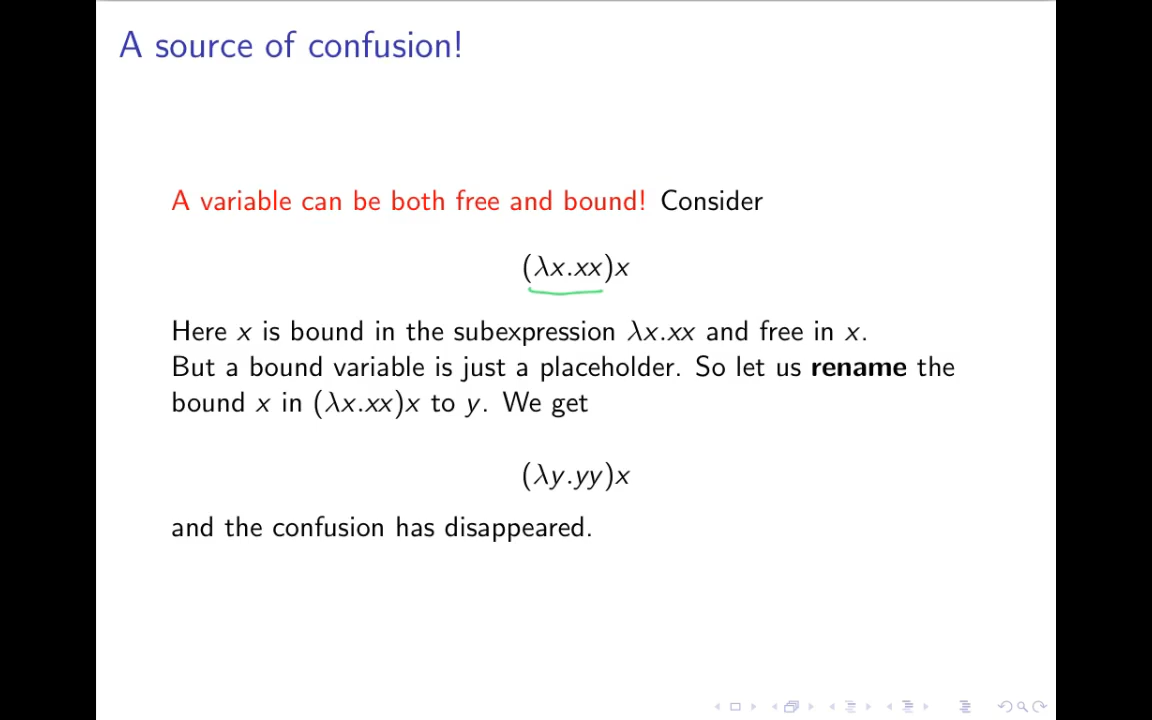 A source of confusion!
A variable can be both free and bound! Consider
(λx.xx)x
Here x is bound in the subexpression λx.xx and free in x.
But a bound variable is just a placeholder. So let us rename the
bound x in (λx.xx)x to y. We get
(λy.yy)x
and the confusion has disappeared.